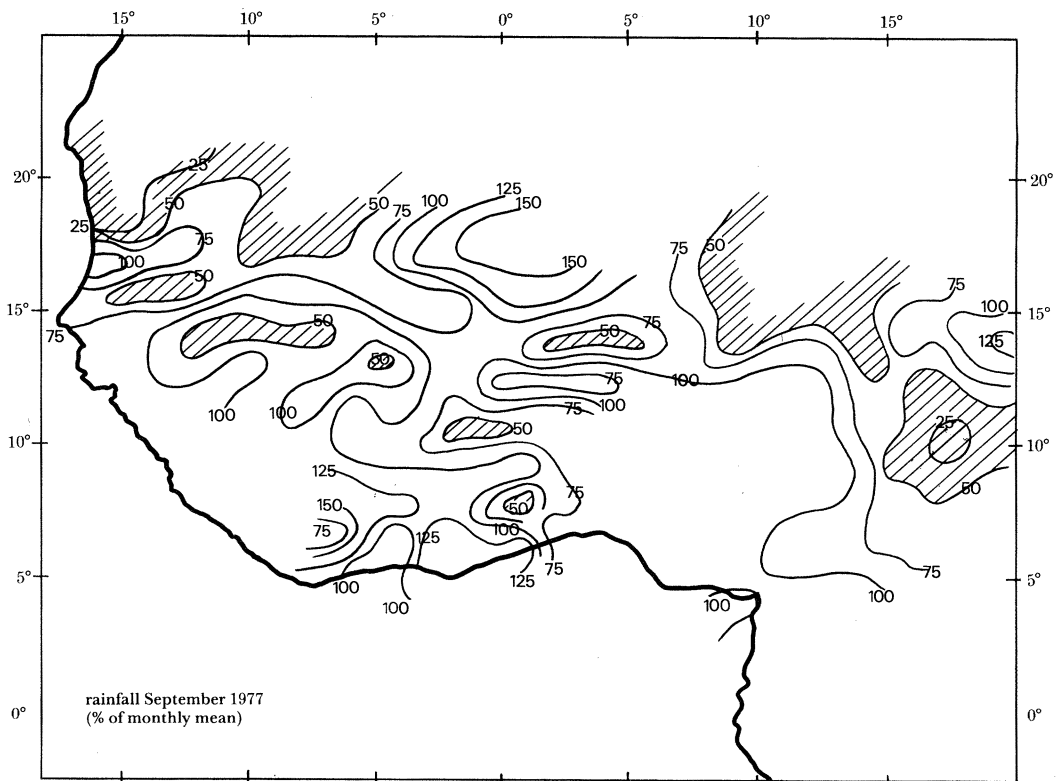 15° 10° 5° 0° 5° 10° 15°
25
20° 20°
125
50 50 100 150
75
25 75 75 50
100 150
50 75
100
15° 15°
75 50 50 75 125
50 75 100
100 100 100
75
50 25
10° 10°
125 75 50
150 50
75 100
125
5° 100 125 75 75 5°
100 100 100
rainfall September 1977
(% of monthly mean)
0° 0°